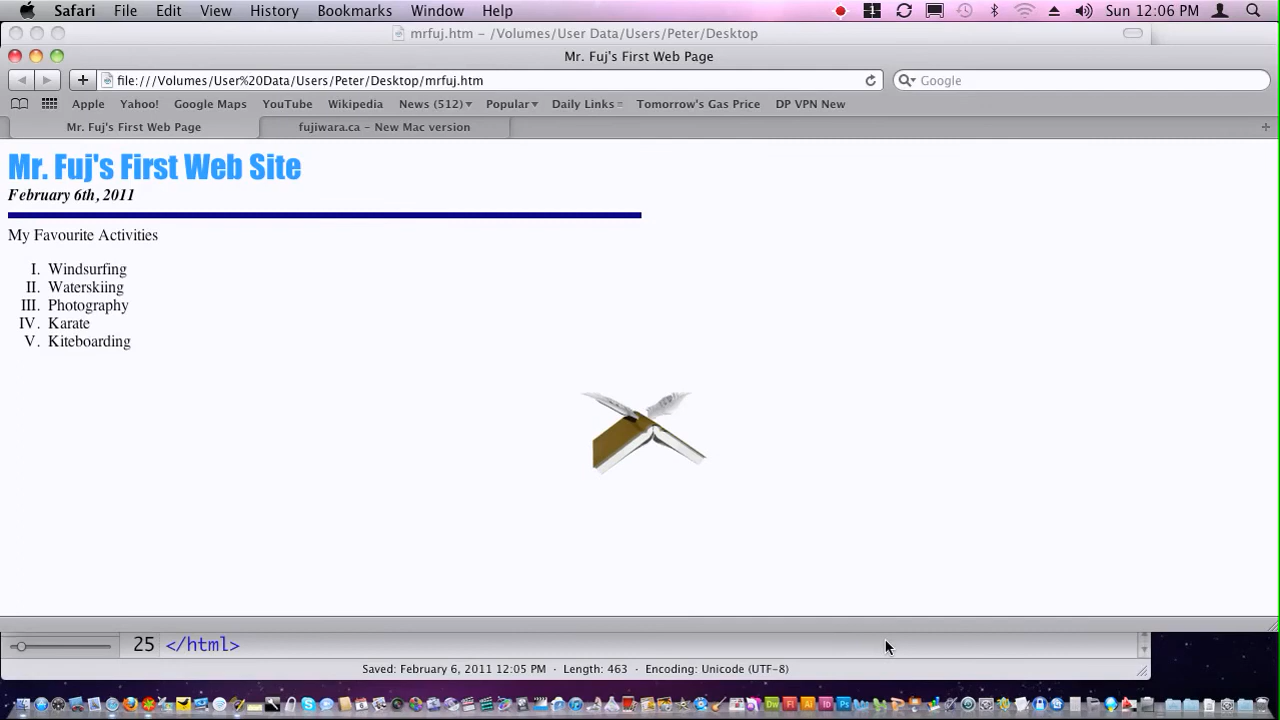 Safari File Edit View History Bookmarks Window Help Sun 12:06 PM
mrfuj.htm – /Volumes/User Data/Users/Peter/Desktop
Mr. Fuj's First Web Page
file:///Volumes/User%20Data/Users/Peter/Desktop/mrfuj.htm Google
Apple Yahoo! Google Maps YouTube Wikipedia News (512) Popular Daily Links Tomorrow's Gas Price DP VPN New
Mr. Fuj's First Web Page fujiwara.ca – New Mac version
Mr. Fuj's First Web Site
February 6th, 2011
My Favourite Activities
I. Windsurfing
II. Waterskiing
III. Photography
IV. Karate
V. Kiteboarding
25 </html>
Saved: February 6, 2011 12:05 PM • Length: 463 • Encoding: Unicode (UTF-8)